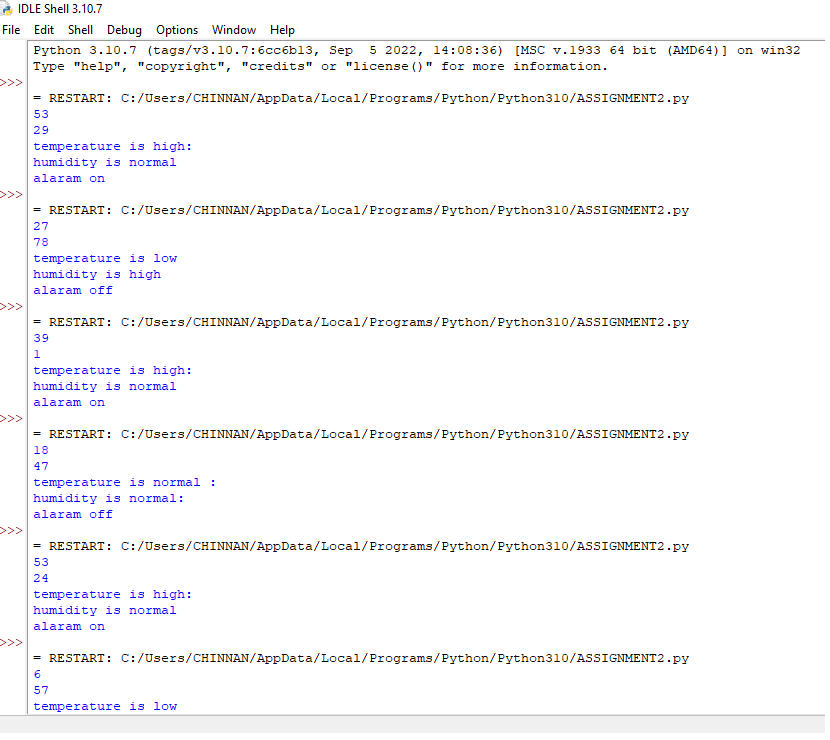 IDLE Shell 3.10.7
File Edit Shell Debug Options Window Help
Python 3.10.7 (tags/v3.10.7:6cc6b13, Sep  5 2022, 14:08:36) [MSC v.1933 64 bit (AMD64)] on win32
Type "help", "copyright", "credits" or "license()" for more information.
>>>
= RESTART: C:/Users/CHINNAN/AppData/Local/Programs/Python/Python310/ASSIGNMENT2.py
53
29
temperature is high:
humidity is normal
alaram on
>>>
= RESTART: C:/Users/CHINNAN/AppData/Local/Programs/Python/Python310/ASSIGNMENT2.py
27
78
temperature is low
humidity is high
alaram off
>>>
= RESTART: C:/Users/CHINNAN/AppData/Local/Programs/Python/Python310/ASSIGNMENT2.py
39
1
temperature is high:
humidity is normal
alaram on
>>>
= RESTART: C:/Users/CHINNAN/AppData/Local/Programs/Python/Python310/ASSIGNMENT2.py
18
47
temperature is normal :
humidity is normal:
alaram off
>>>
= RESTART: C:/Users/CHINNAN/AppData/Local/Programs/Python/Python310/ASSIGNMENT2.py
53
24
temperature is high:
humidity is normal
alaram on
>>>
= RESTART: C:/Users/CHINNAN/AppData/Local/Programs/Python/Python310/ASSIGNMENT2.py
6
57
temperature is low